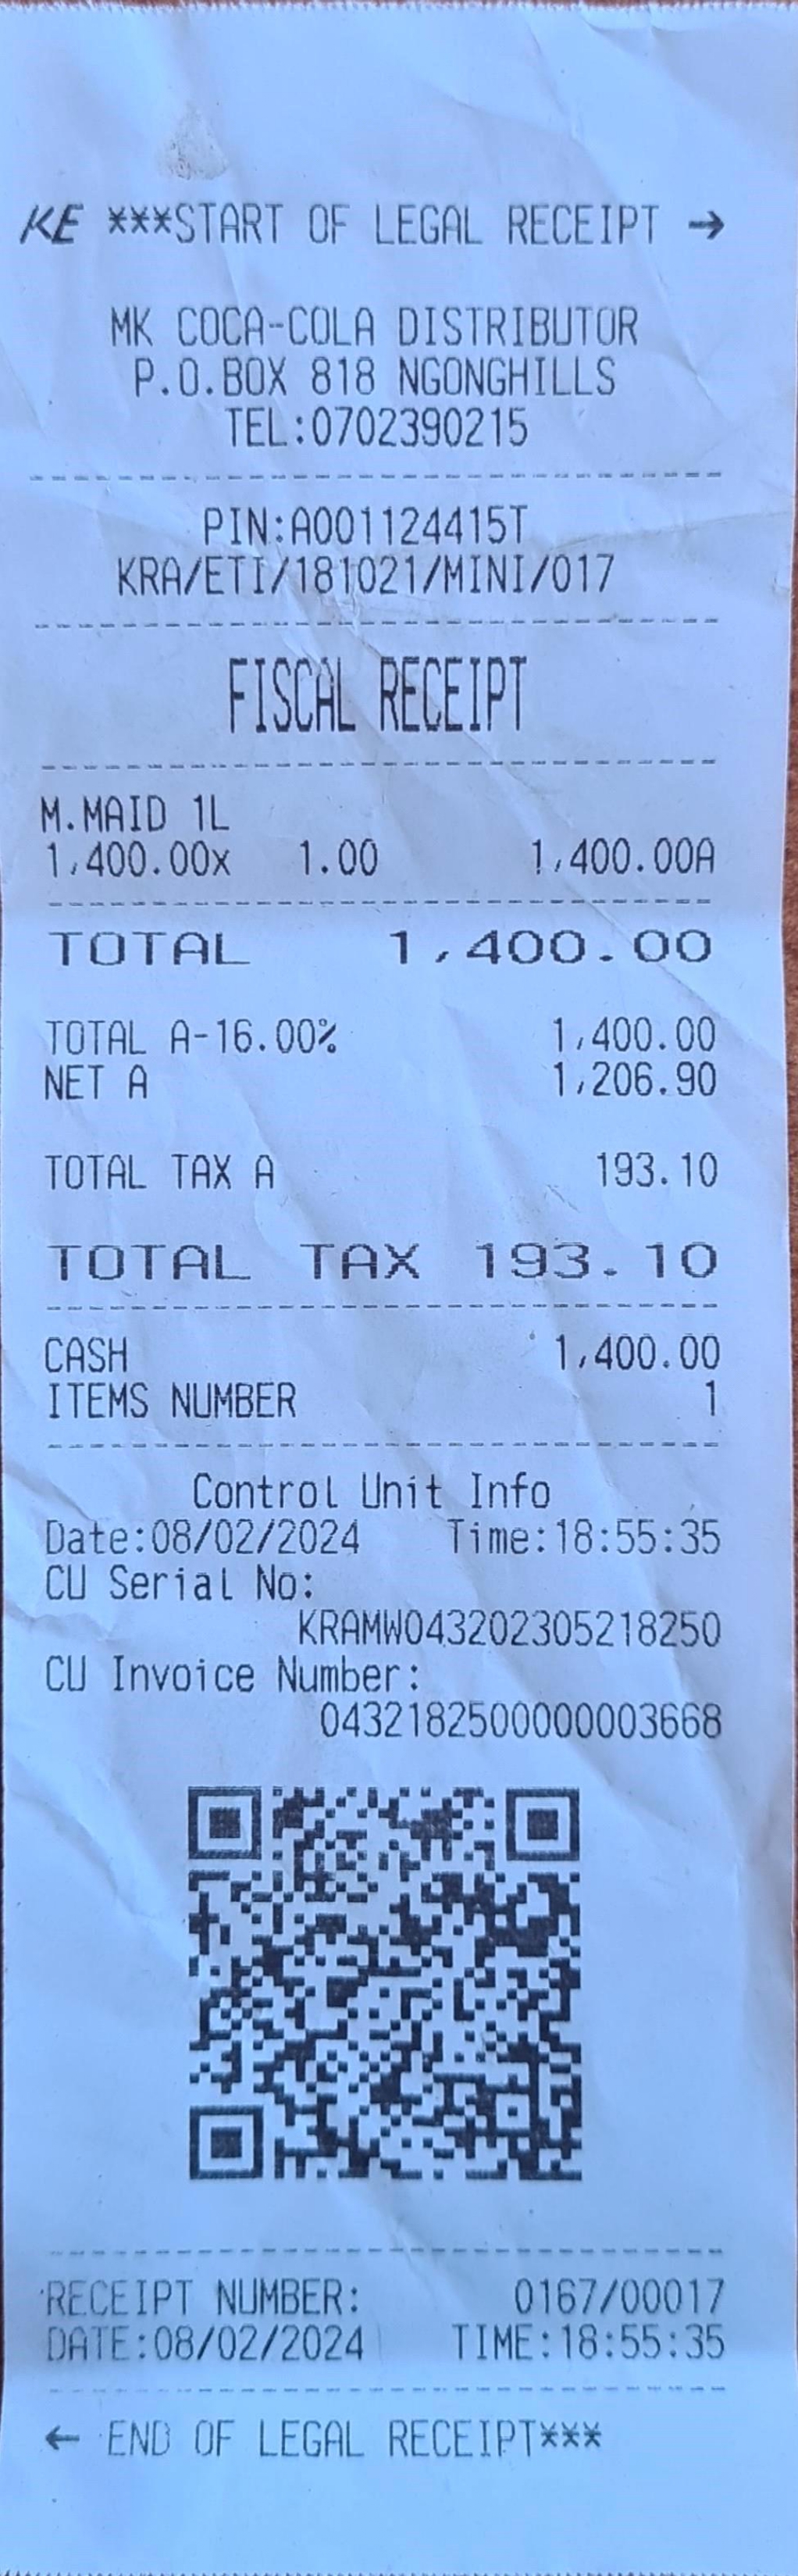 KE ***START OF LEGAL RECEIPT →
MK COCA-COLA DISTRIBUTOR
P.O.BOX 818 NGONGHILLS
TEL:0702390215
PIN:A001124415T
KRA/ETI/181021/MINI/017
FISCAL RECEIPT
M.MAID 1L
1,400.00x 1.00 1,400.00A
TOTAL 1,400.00
TOTAL A-16.00% 1,400.00
NET A 1,206.90
TOTAL TAX A 193.10
TOTAL TAX 193.10
CASH 1,400.00
ITEMS NUMBER 1
Control Unit Info
Date:08/02/2024 Time:18:55:35
CU Serial No:
KRAMW043202305218250
CU Invoice Number:
0432182500000003668
RECEIPT NUMBER: 0167/00017
DATE:08/02/2024 TIME:18:55:35
← END OF LEGAL RECEIPT***